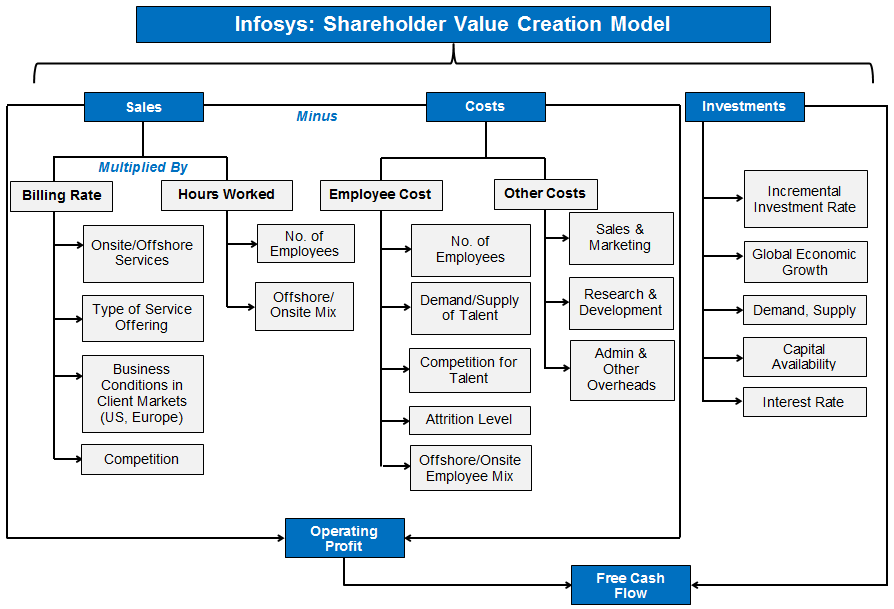 Infosys: Shareholder Value Creation Model
Sales
Minus
Costs
Investments
Multiplied By
Billing Rate
Hours Worked
Employee Cost
Other Costs
Onsite/Offshore
Services
Type of Service
Offering
Business
Conditions in
Client Markets
(US, Europe)
Competition
No. of
Employees
Offshore/
Onsite Mix
No. of
Employees
Demand/Supply
of Talent
Competition for
Talent
Attrition Level
Offshore/Onsite
Employee Mix
Sales &
Marketing
Research &
Development
Admin &
Other
Overheads
Incremental
Investment Rate
Global Economic
Growth
Demand, Supply
Capital
Availability
Interest Rate
Operating
Profit
Free Cash
Flow